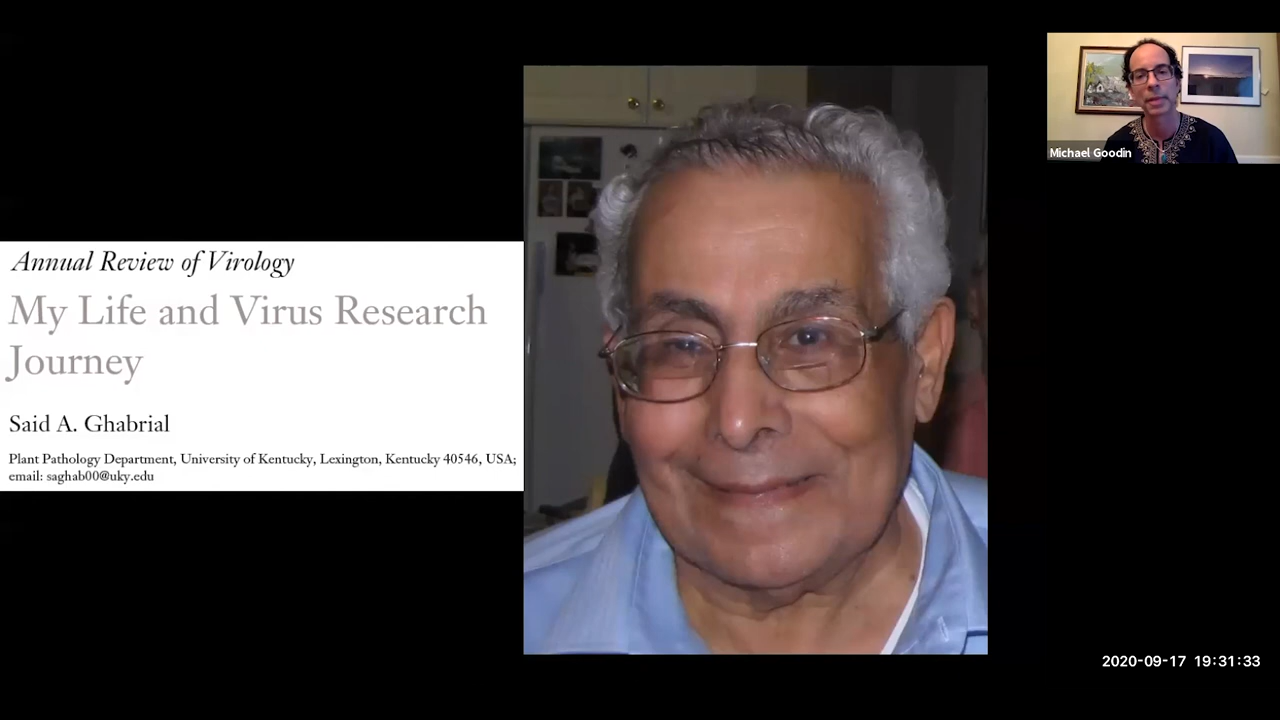 Annual Review of Virology
My Life and Virus Research
Journey
Said A. Ghabrial
Plant Pathology Department, University of Kentucky, Lexington, Kentucky 40546, USA;
email: saghab00@uky.edu
Michael Goodin
2020-09-17 19:31:33